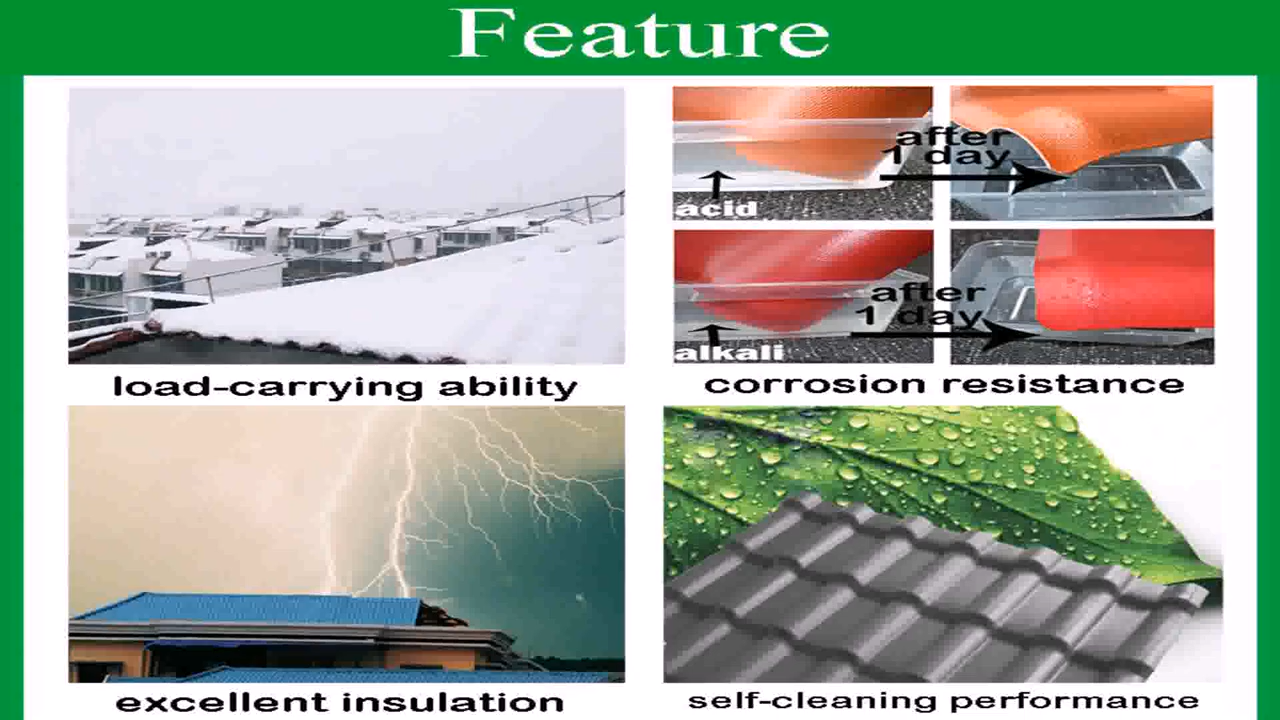 Feature
after
1 day
acid
after
1 day
alkali
load-carrying ability
corrosion resistance
excellent insulation
self-cleaning performance